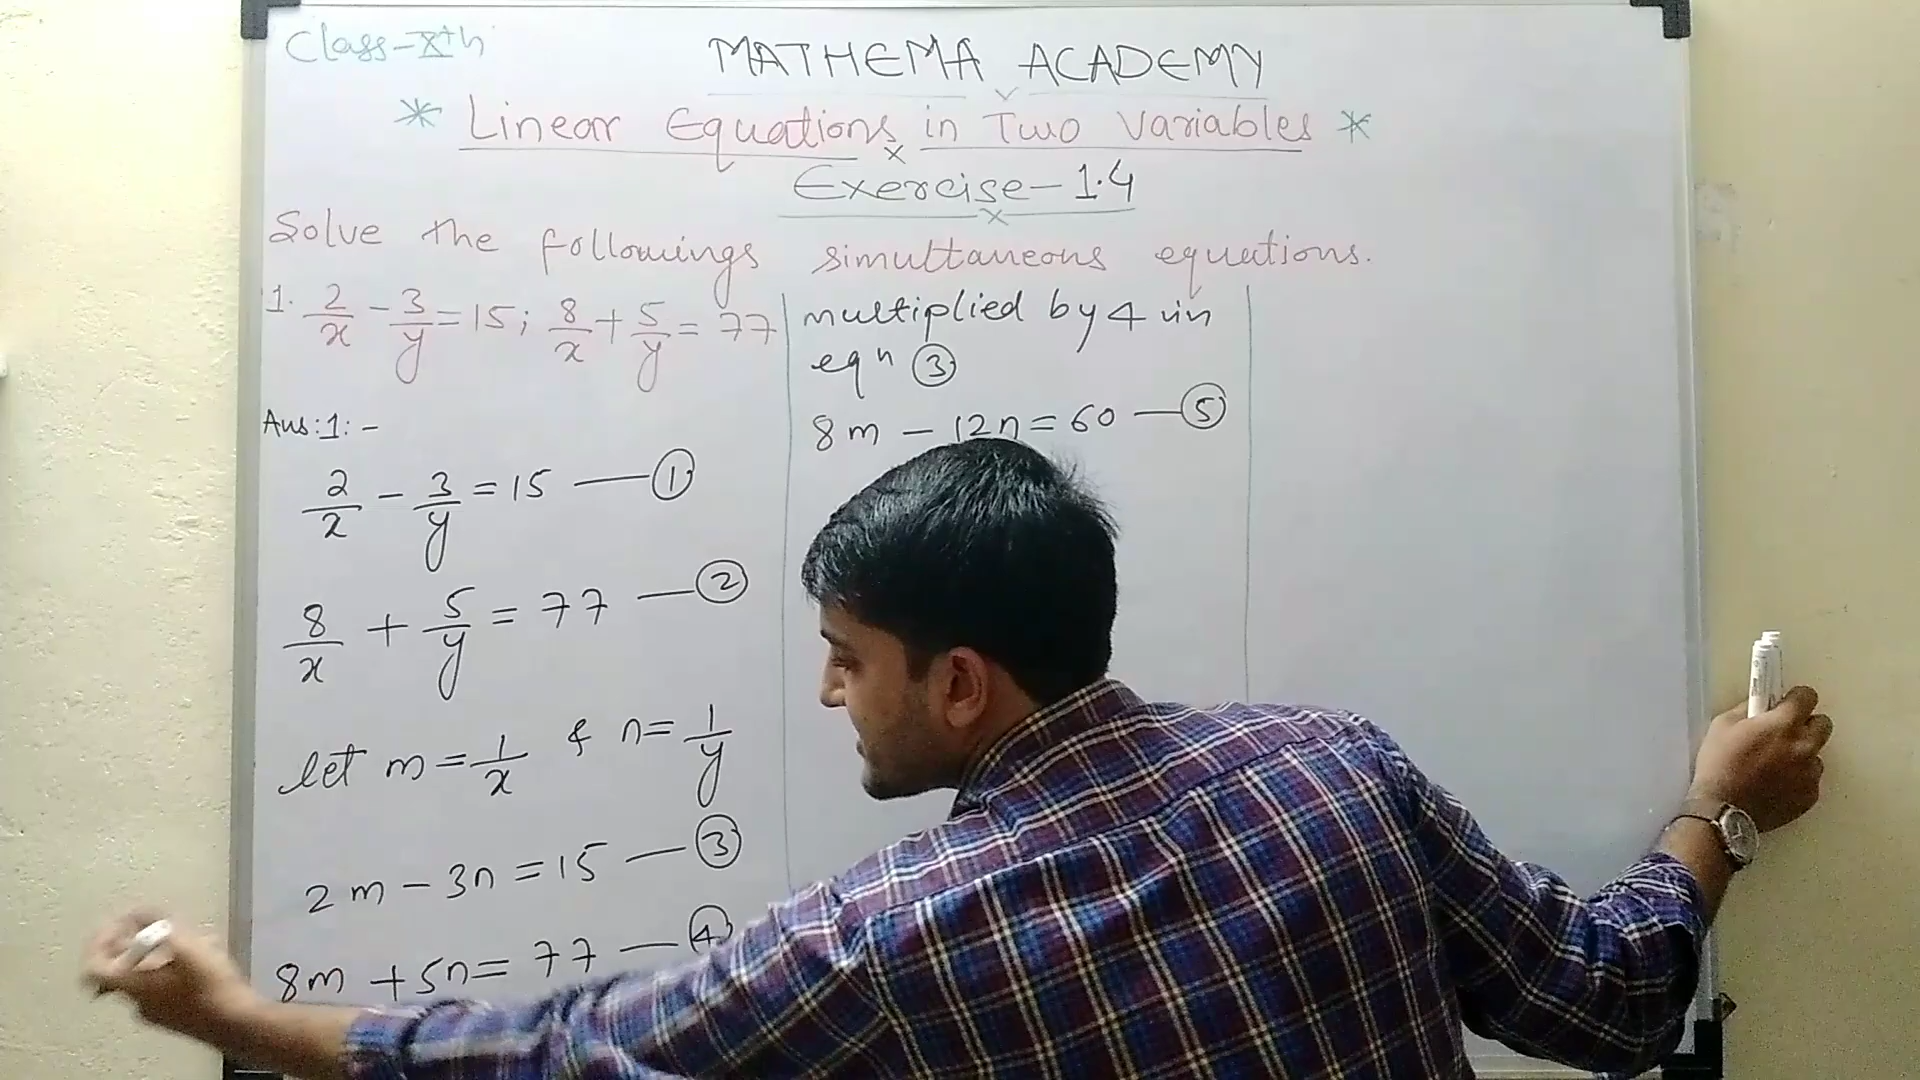 Class-Xth
MATHEMA ACADEMY
* Linear Equations in Two Variables *
Exercise-1.4
Solve the followings simultaneous equations.
1. 2/x - 3/y = 15; 8/x + 5/y = 77
Ans:1:-
2/x - 3/y = 15 — ①
8/x + 5/y = 77 — ②
let m = 1/x & n = 1/y
2m - 3n = 15 — ③
8m + 5n = 77 — ④
multiplied by 4 in
eqn ③
8m - 12n = 60 — ⑤